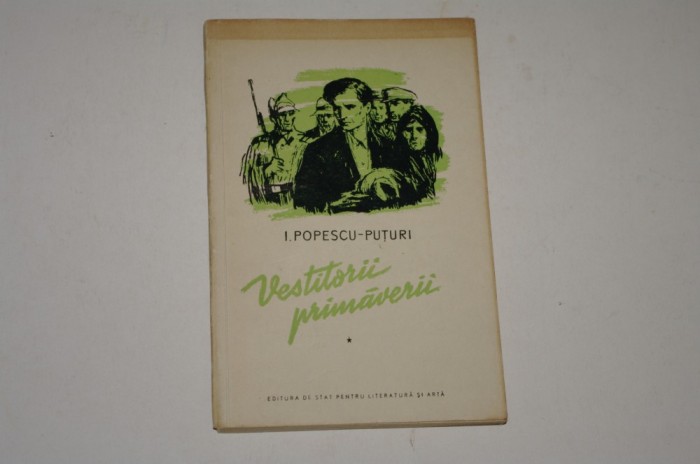 I. POPESCU-PUȚURI
Vestitorii
primăverii
★
EDITURA DE STAT PENTRU LITERATURĂ ȘI ARTĂ